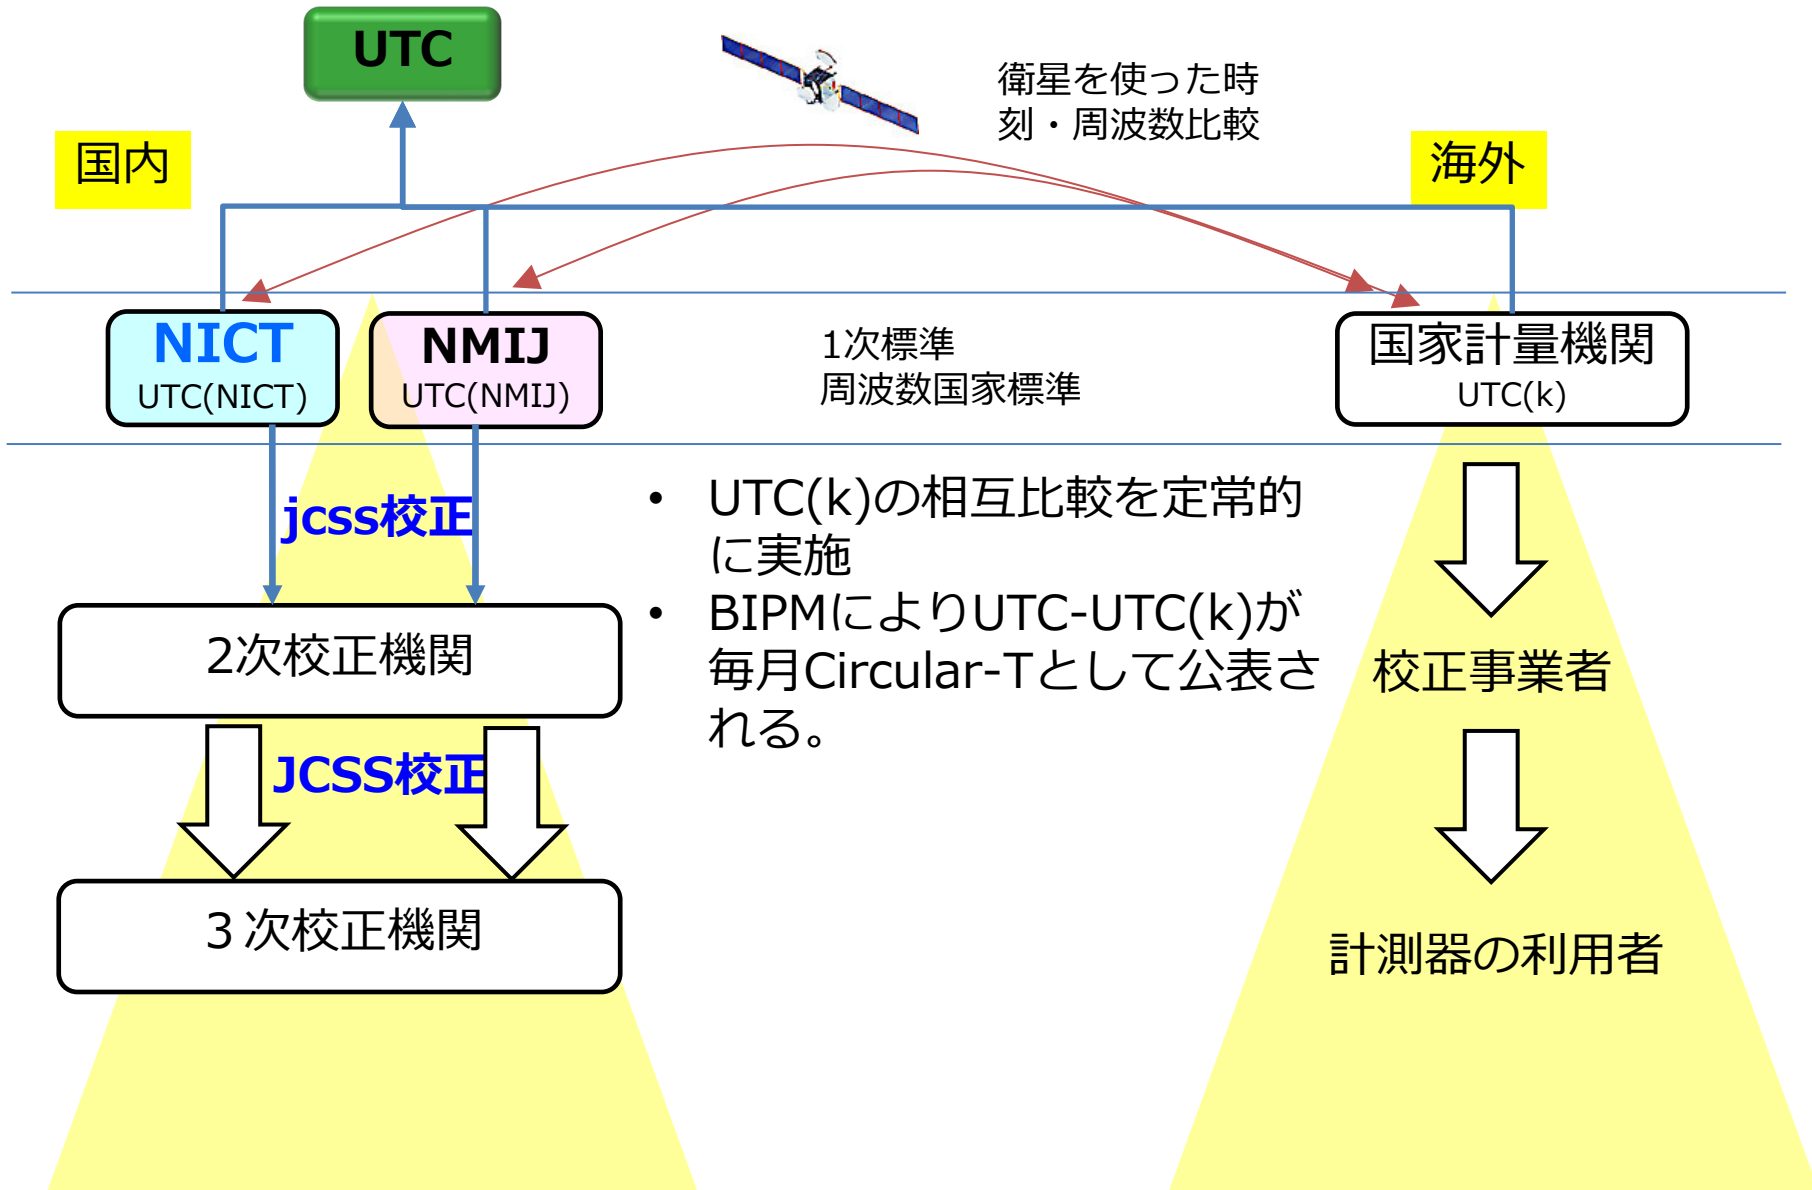 UTC
衛星を使った時
刻・周波数比較
国内
海外
NICT
UTC(NICT)
NMIJ
UTC(NMIJ)
1次標準
周波数国家標準
国家計量機関
UTC(k)
jcss校正
• UTC(k)の相互比較を定常的
に実施
• BIPMによりUTC-UTC(k)が
毎月Circular-Tとして公表さ
れる。
2次校正機関
校正事業者
JCSS校正
３次校正機関
計測器の利用者